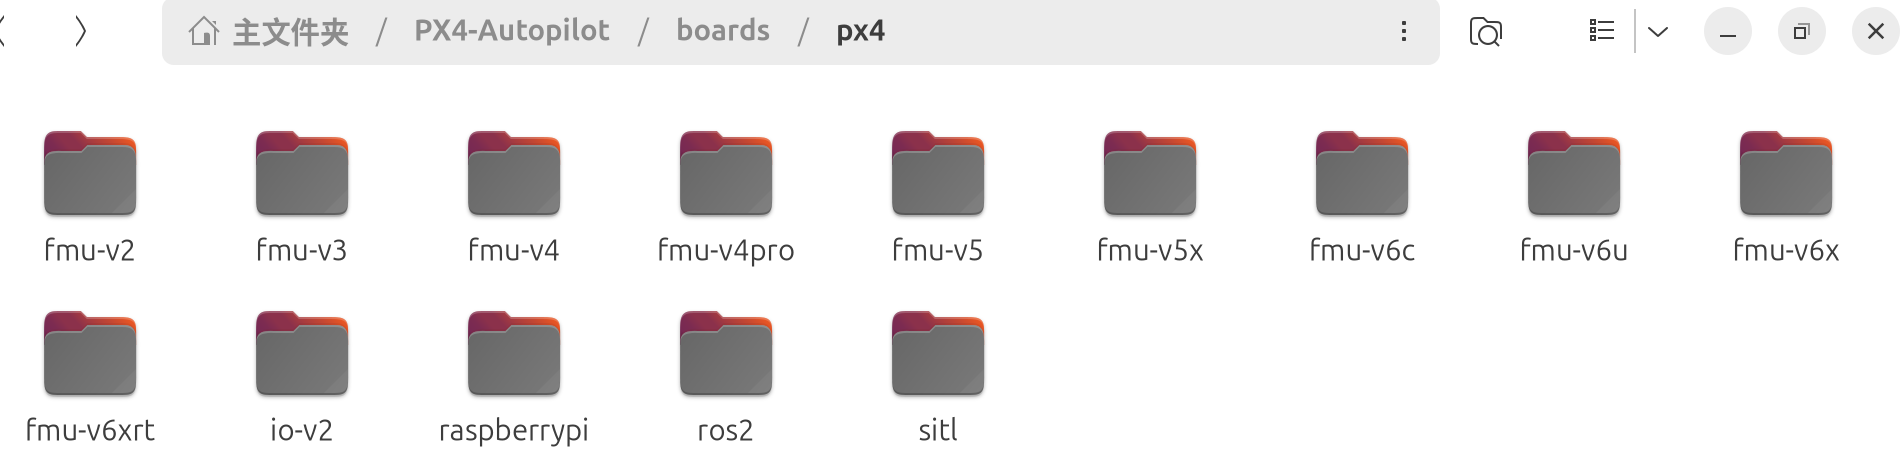 主文件夹 / PX4-Autopilot / boards / px4
fmu-v2 fmu-v3 fmu-v4 fmu-v4pro fmu-v5 fmu-v5x fmu-v6c fmu-v6u fmu-v6x
fmu-v6xrt io-v2 raspberrypi ros2 sitl